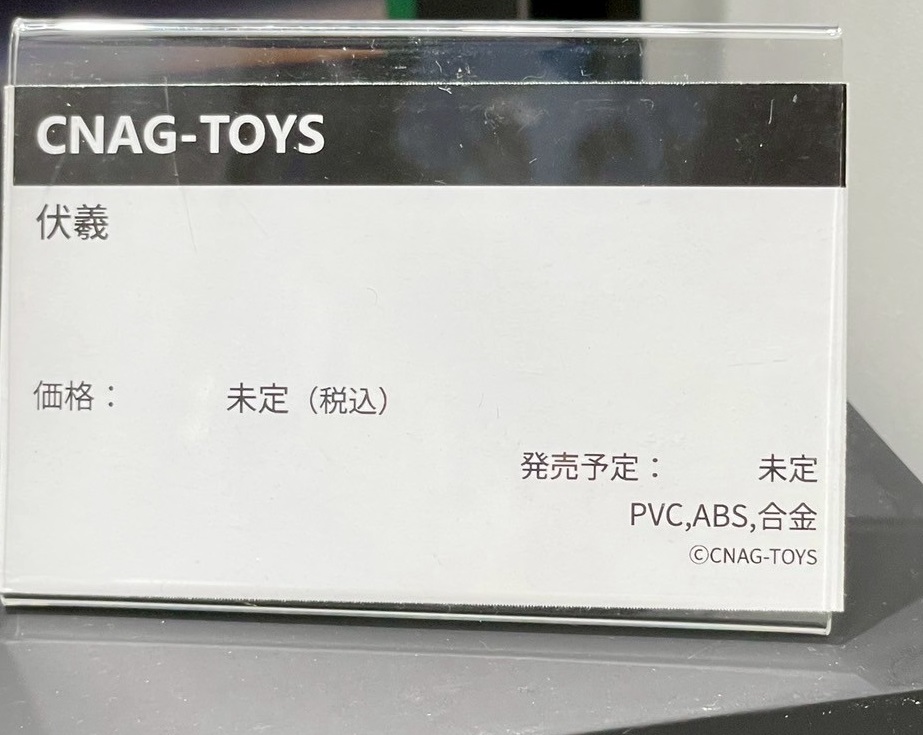 CNAG-TOYS
伏羲
価格： 未定（税込）
発売予定： 未定
PVC,ABS,合金
©CNAG-TOYS